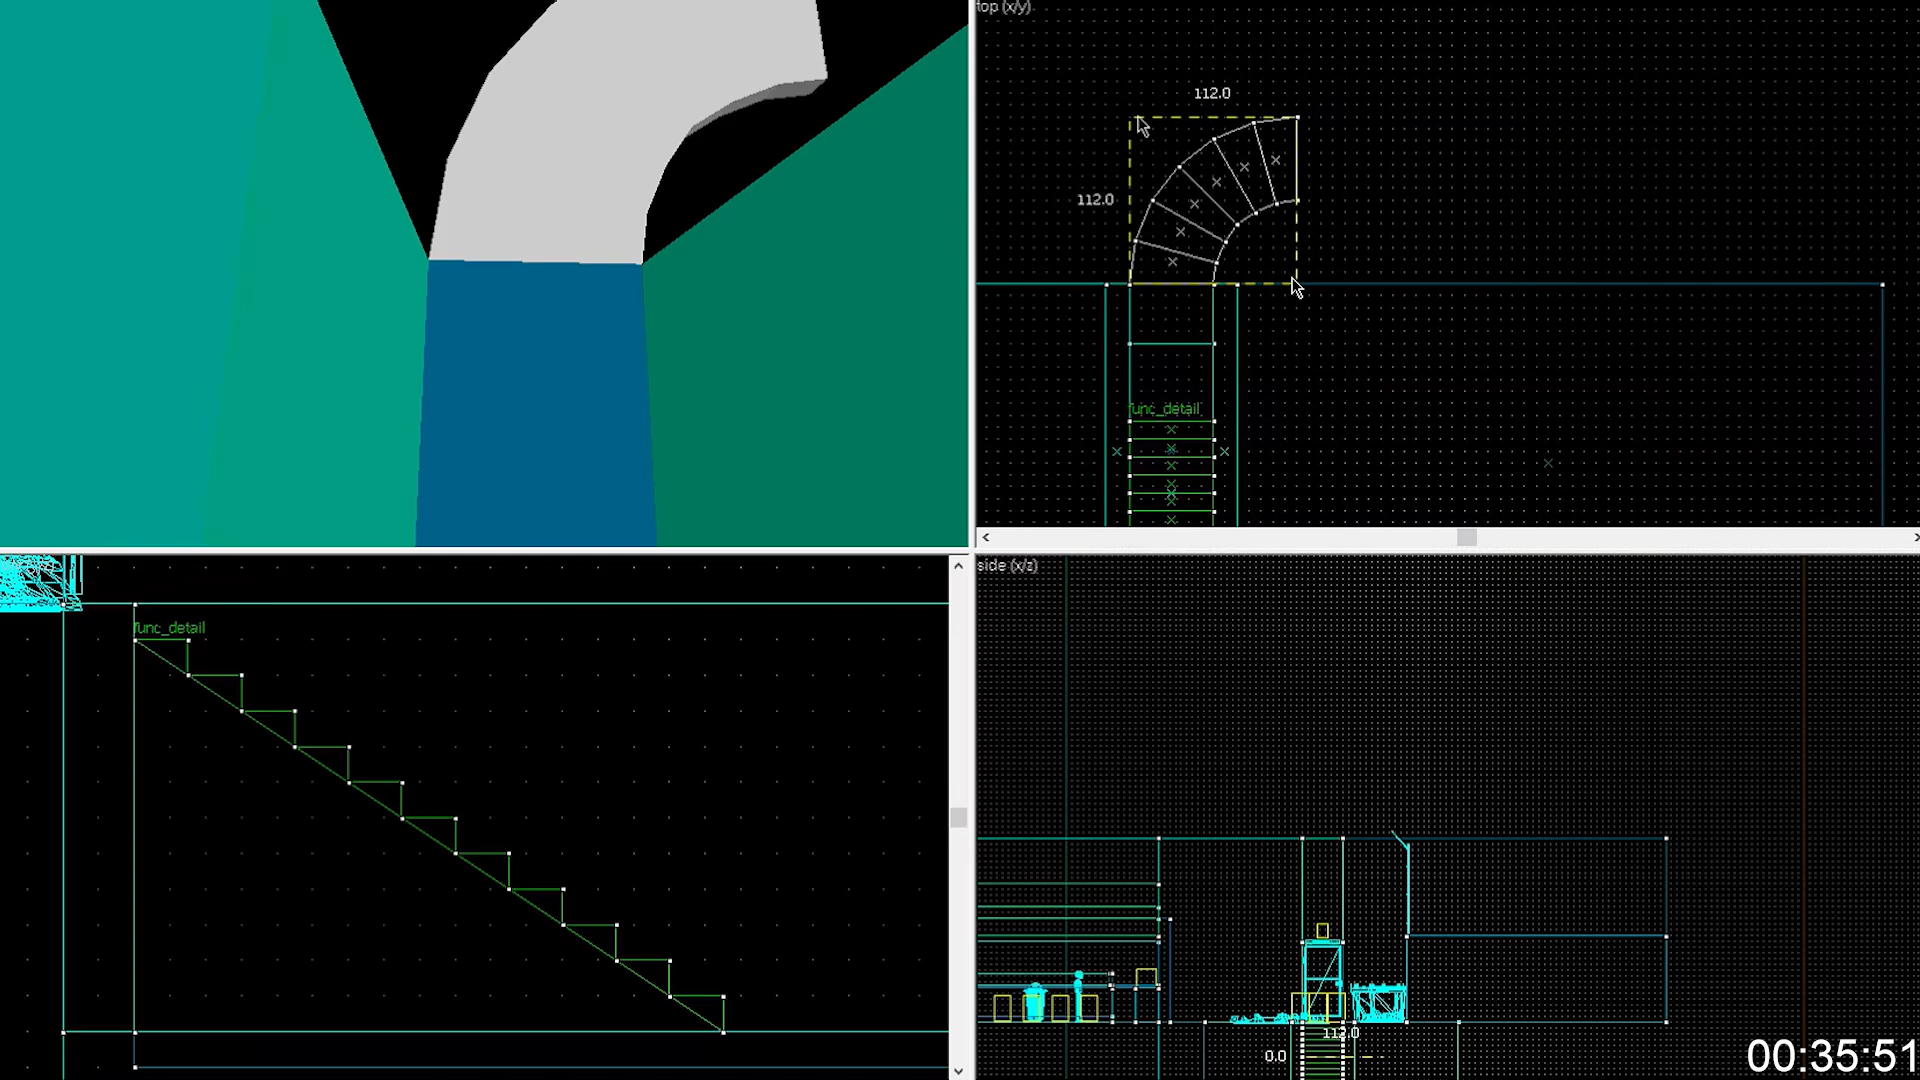 top (x/y)
112.0
112.0
func_detail
func_detail
side (x/z)
112.0
0.0
00:35:51